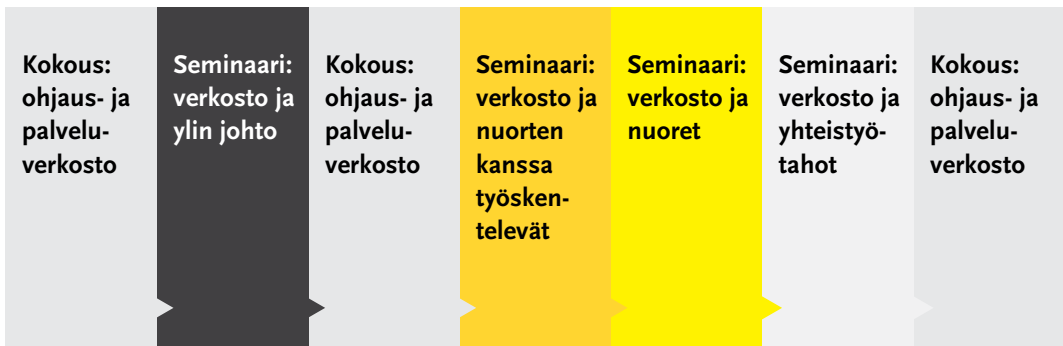 Kokous:
ohjaus- ja
palvelu-
verkosto
Seminaari:
verkosto ja
ylin johto
Kokous:
ohjaus- ja
palvelu-
verkosto
Seminaari:
verkosto ja
nuorten
kanssa
työsken-
televät
Seminaari:
verkosto ja
nuoret
Seminaari:
verkosto ja
yhteistyö-
tahot
Kokous:
ohjaus- ja
palvelu-
verkosto